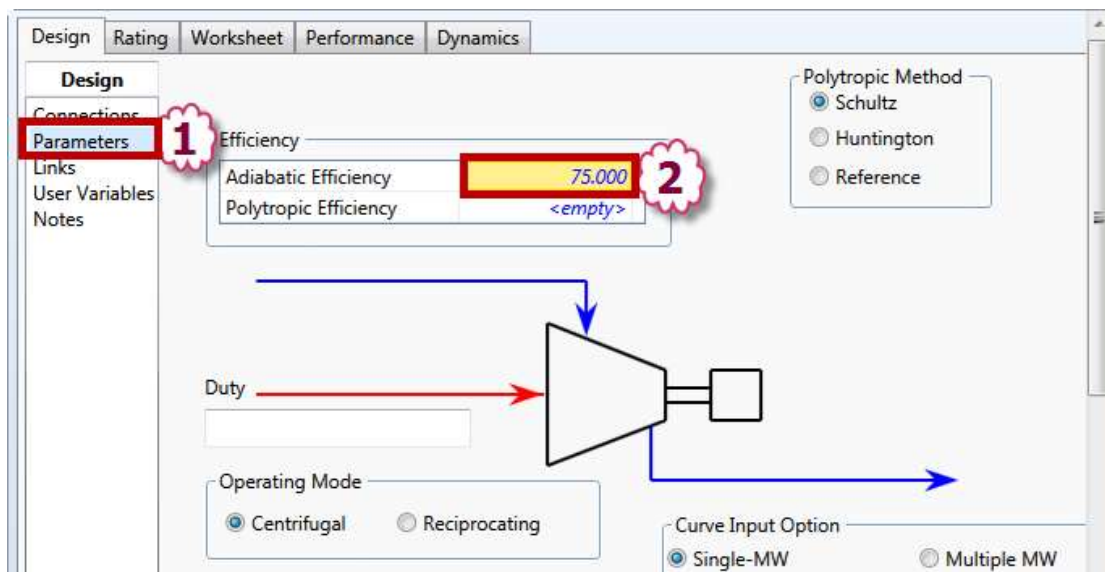 Design Rating Worksheet Performance Dynamics
Design
Connections
Parameters
Links
User Variables
Notes
1
Efficiency
Adiabatic Efficiency 75.000
Polytropic Efficiency <empty>
2
Polytropic Method
Schultz
Huntington
Reference
Duty
Operating Mode
Centrifugal Reciprocating
Curve Input Option
Single-MW Multiple MW